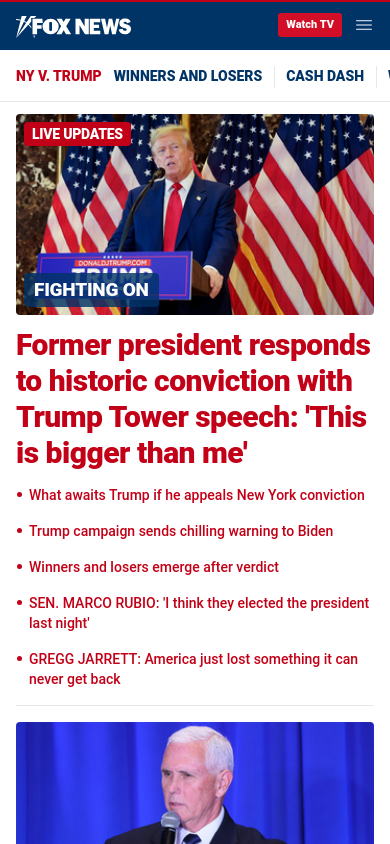 FOX NEWS
Watch TV
NY V. TRUMP WINNERS AND LOSERS CASH DASH
LIVE UPDATES
DONALDJTRUMP.COM
TRUMP
FIGHTING ON
Former president responds
to historic conviction with
Trump Tower speech: 'This
is bigger than me'
• What awaits Trump if he appeals New York conviction
• Trump campaign sends chilling warning to Biden
• Winners and losers emerge after verdict
• SEN. MARCO RUBIO: 'I think they elected the president
last night'
• GREGG JARRETT: America just lost something it can
never get back